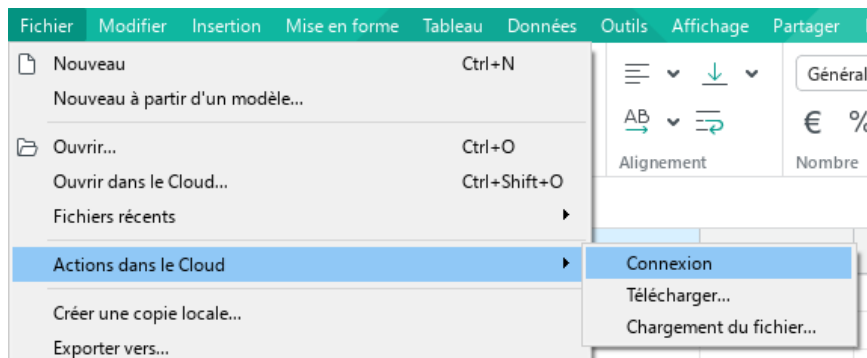 Fichier Modifier Insertion Mise en forme Tableau Données Outils Affichage Partager
Nouveau Ctrl+N
Nouveau à partir d'un modèle...
Ouvrir... Ctrl+O
Ouvrir dans le Cloud... Ctrl+Shift+O
Fichiers récents
Actions dans le Cloud
Créer une copie locale...
Exporter vers...
Connexion
Télécharger...
Chargement du fichier...
Général
AB € %
Alignement Nombre